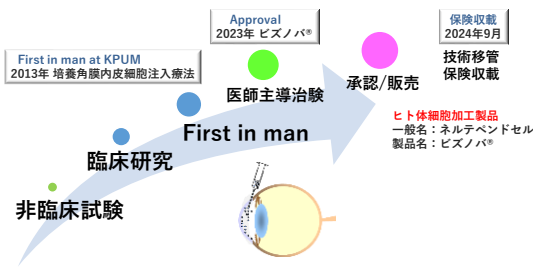 Approval
2023年 ビズノバ®
保険収載
2024年9月
First in man at KPUM
2013年 培養角膜内皮細胞注入療法
技術移管
保険収載
承認/販売
医師主導治験
First in man
臨床研究
非臨床試験
ヒト体細胞加工製品
一般名：ネルテペンドセル
製品名：ビズノバ®